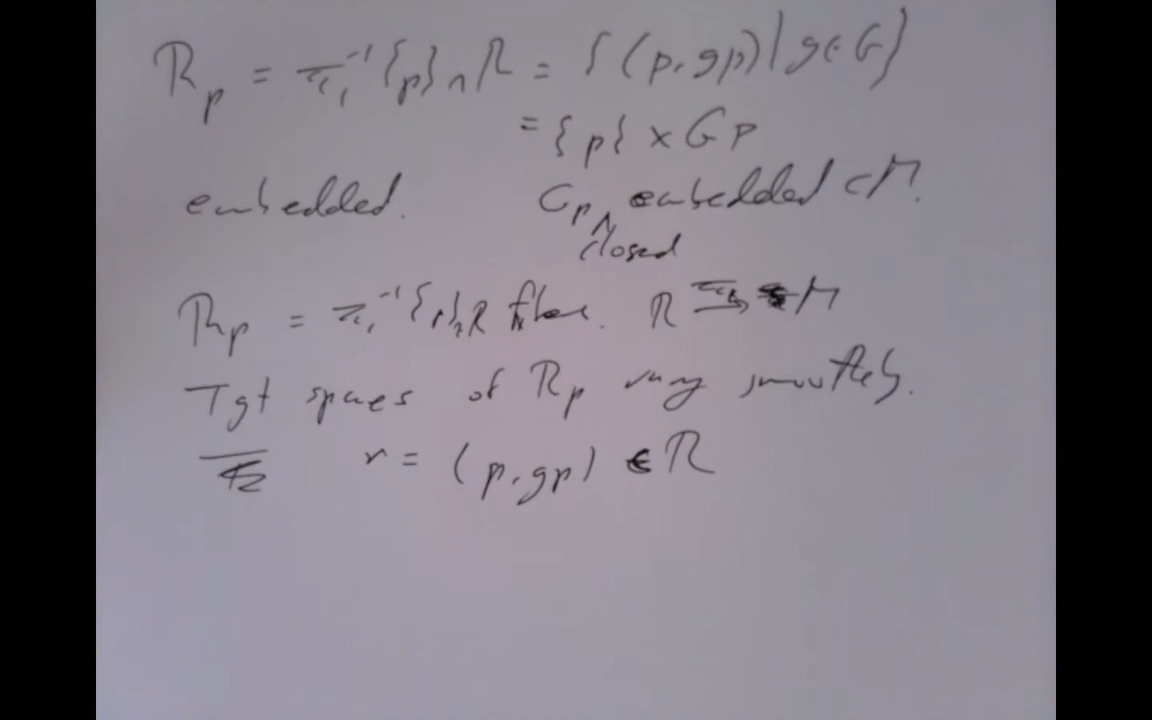 R_p = π_1^{-1}{p} ∩ R = {(p, gp) | g ∈ G}
= {p} × Gp
embedded. Gp embedded ⊂ M.
closed
R_p = π_1^{-1}{p} ∩ R fiber. R → M
Tgt spaces of R_p vary smoothly.
r = (p, gp) ∈ R